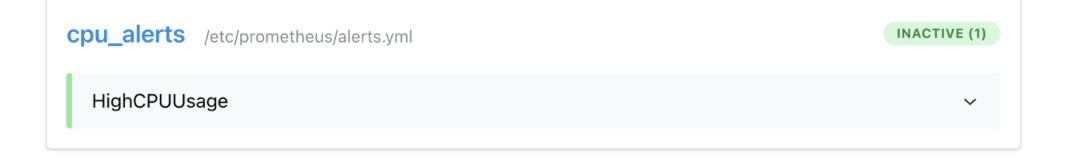 cpu_alerts /etc/prometheus/alerts.yml INACTIVE (1)
HighCPUUsage